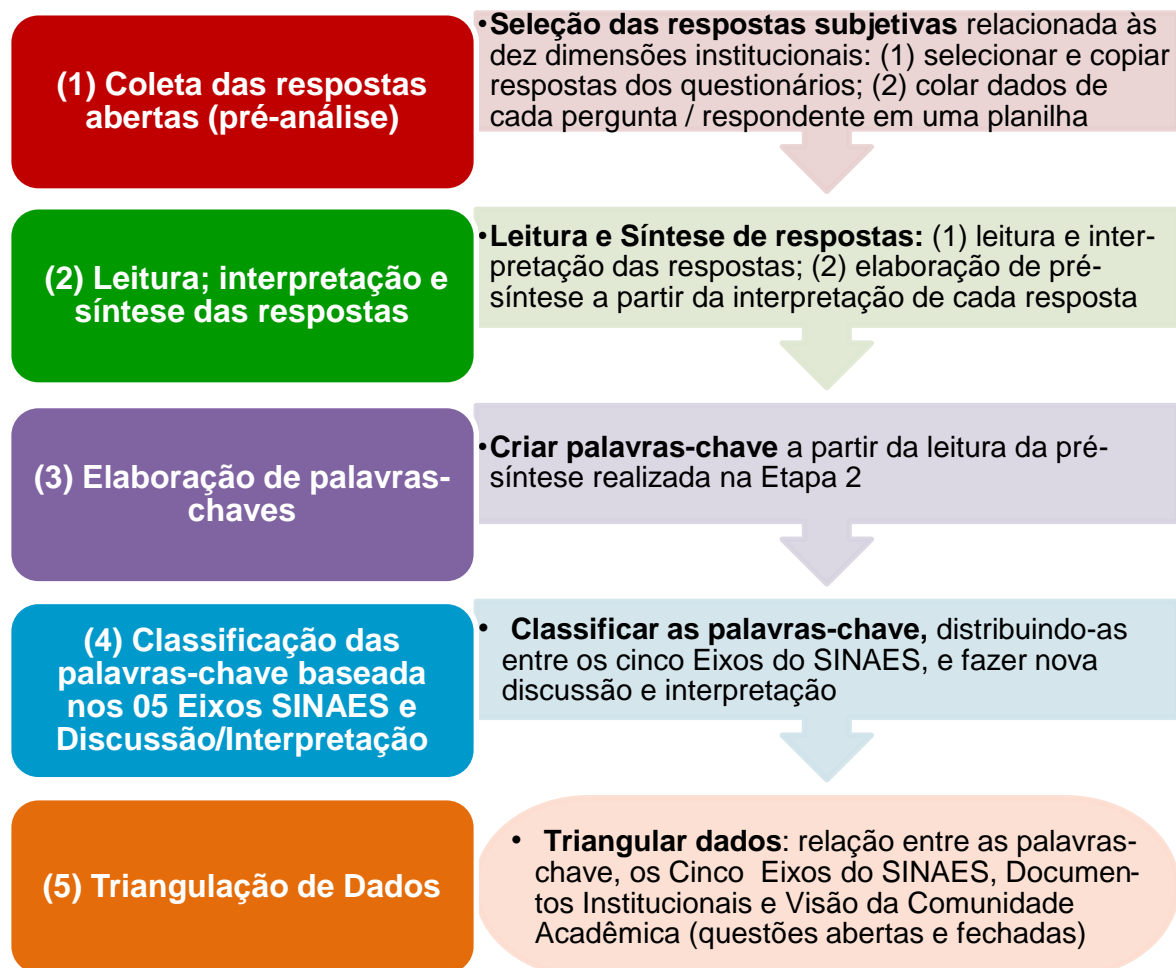 (1) Coleta das respostas
abertas (pré-análise)
•Seleção das respostas subjetivas relacionada às
dez dimensões institucionais: (1) selecionar e copiar
respostas dos questionários; (2) colar dados de
cada pergunta / respondente em uma planilha
(2) Leitura; interpretação e
síntese das respostas
•Leitura e Síntese de respostas: (1) leitura e inter-
pretação das respostas; (2) elaboração de pré-
síntese a partir da interpretação de cada resposta
(3) Elaboração de palavras-
chaves
•Criar palavras-chave a partir da leitura da pré-
síntese realizada na Etapa 2
(4) Classificação das
palavras-chave baseada
nos 05 Eixos SINAES e
Discussão/Interpretação
• Classificar as palavras-chave, distribuindo-as
entre os cinco Eixos do SINAES, e fazer nova
discussão e interpretação
(5) Triangulação de Dados
• Triangular dados: relação entre as palavras-
chave, os Cinco Eixos do SINAES, Documen-
tos Institucionais e Visão da Comunidade
Acadêmica (questões abertas e fechadas)